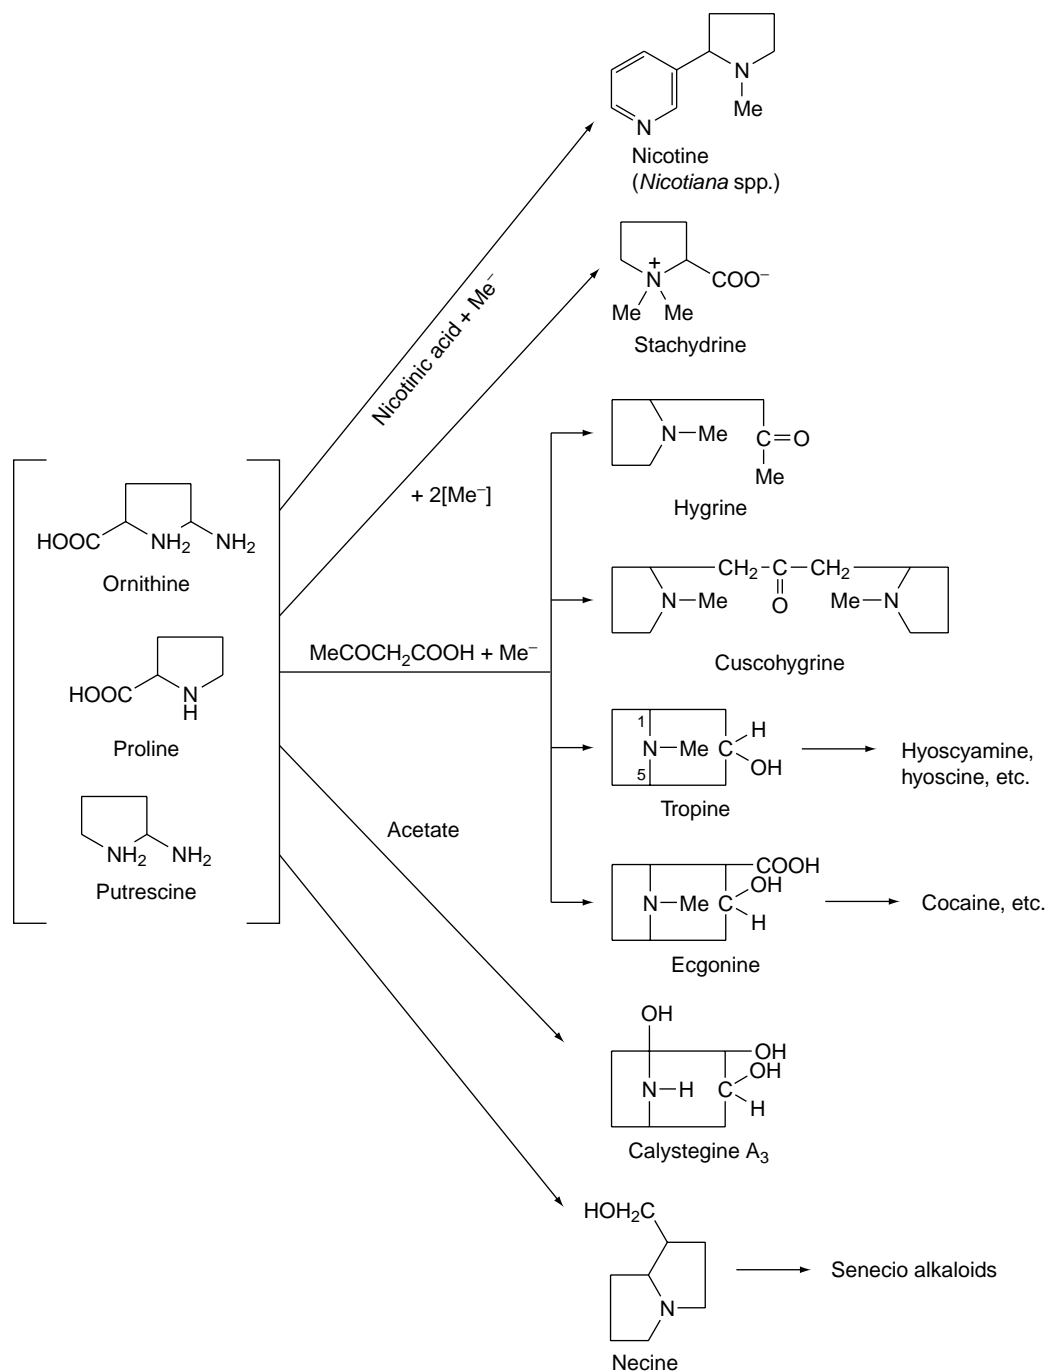 N
N
Me
Nicotine
(Nicotiana spp.)
Nicotinic acid + Me⁻
N
+
COO⁻
Me
Me
Stachydrine
+ 2[Me⁻]
N
Me
C=O
Me
Hygrine
HOOC
NH₂
NH₂
Ornithine
N
Me
CH₂
C
CH₂
O
Me
N
Cuscohygrine
HOOC
N
H
Proline
MeCOCH₂COOH + Me⁻
1
N
Me
C
H
OH
5
Tropine
Hyoscyamine,
hyoscine, etc.
NH₂
NH₂
Putrescine
COOH
OH
N
Me
C
H
Ecgonine
Cocaine, etc.
Acetate
OH
OH
OH
N
H
C
H
Calystegine A₃
HOH₂C
N
Necine
Senecio alkaloids